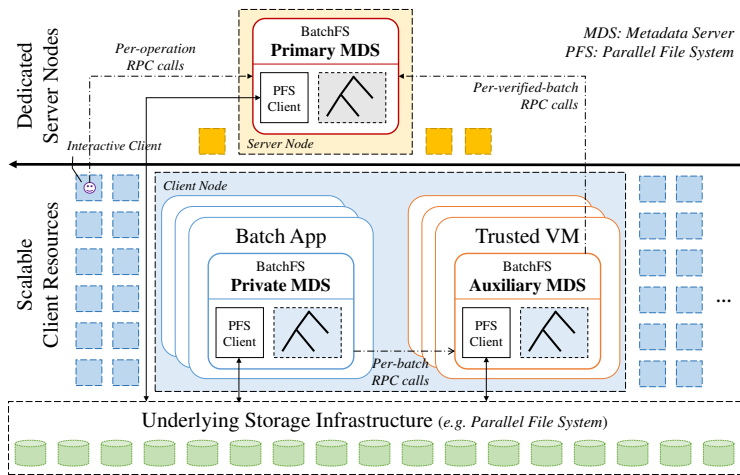 BatchFS
Primary MDS
PFS
Client
Server Node
Per-operation
RPC calls
MDS: Metadata Server
PFS: Parallel File System
Per-verified-batch
RPC calls
Dedicated
Server Nodes
Interactive Client
Client Node
Scalable
Client Resources
Batch App
BatchFS
Private MDS
PFS
Client
Trusted VM
BatchFS
Auxiliary MDS
PFS
Client
Per-batch
RPC calls
...
Underlying Storage Infrastructure (e.g. Parallel File System)